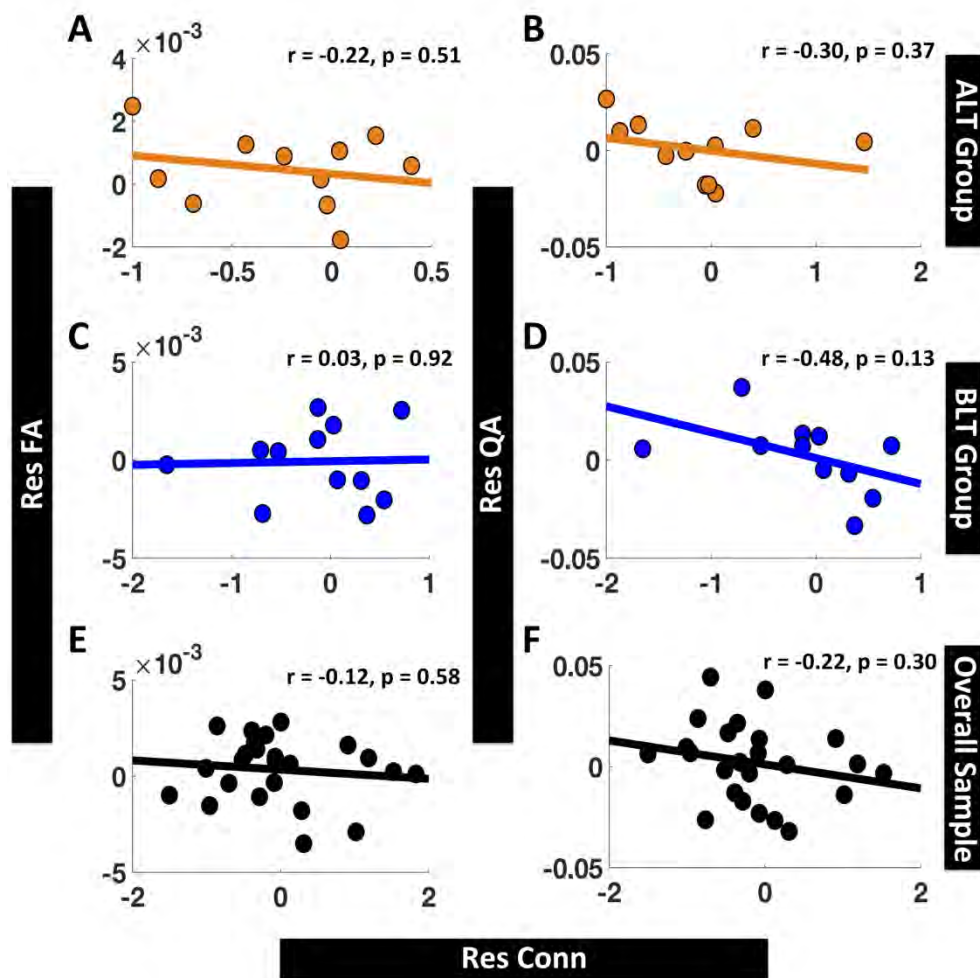 A
×10⁻³
r = -0.22, p = 0.51
4
2
0
-2
-1
-0.5
0
0.5
B
r = -0.30, p = 0.37
0.05
0
-0.05
-1
0
1
2
ALT Group
C
×10⁻³
r = 0.03, p = 0.92
5
0
-5
-2
-1
0
1
D
r = -0.48, p = 0.13
0.05
0
-0.05
-2
-1
0
1
BLT Group
Res FA
Res QA
E
×10⁻³
r = -0.12, p = 0.58
5
0
-5
-2
0
2
F
r = -0.22, p = 0.30
0.05
0
-0.05
-2
0
2
Overall Sample
Res Conn